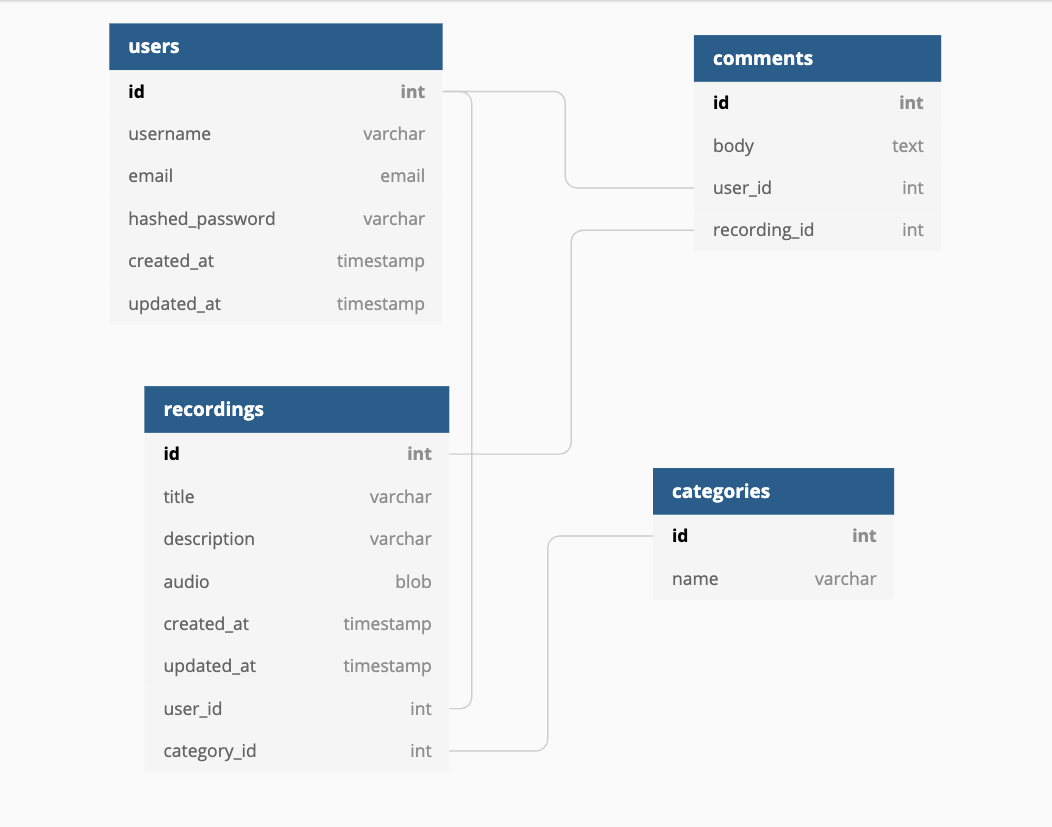 users
id int
username varchar
email email
hashed_password varchar
created_at timestamp
updated_at timestamp
comments
id int
body text
user_id int
recording_id int
recordings
id int
title varchar
description varchar
audio blob
created_at timestamp
updated_at timestamp
user_id int
category_id int
categories
id int
name varchar